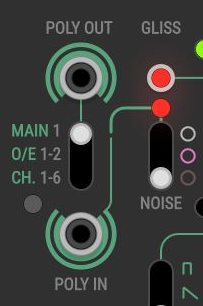 POLY OUT
GLISS
MAIN 1
O/E 1-2
CH. 1-6
NOISE
POLY IN